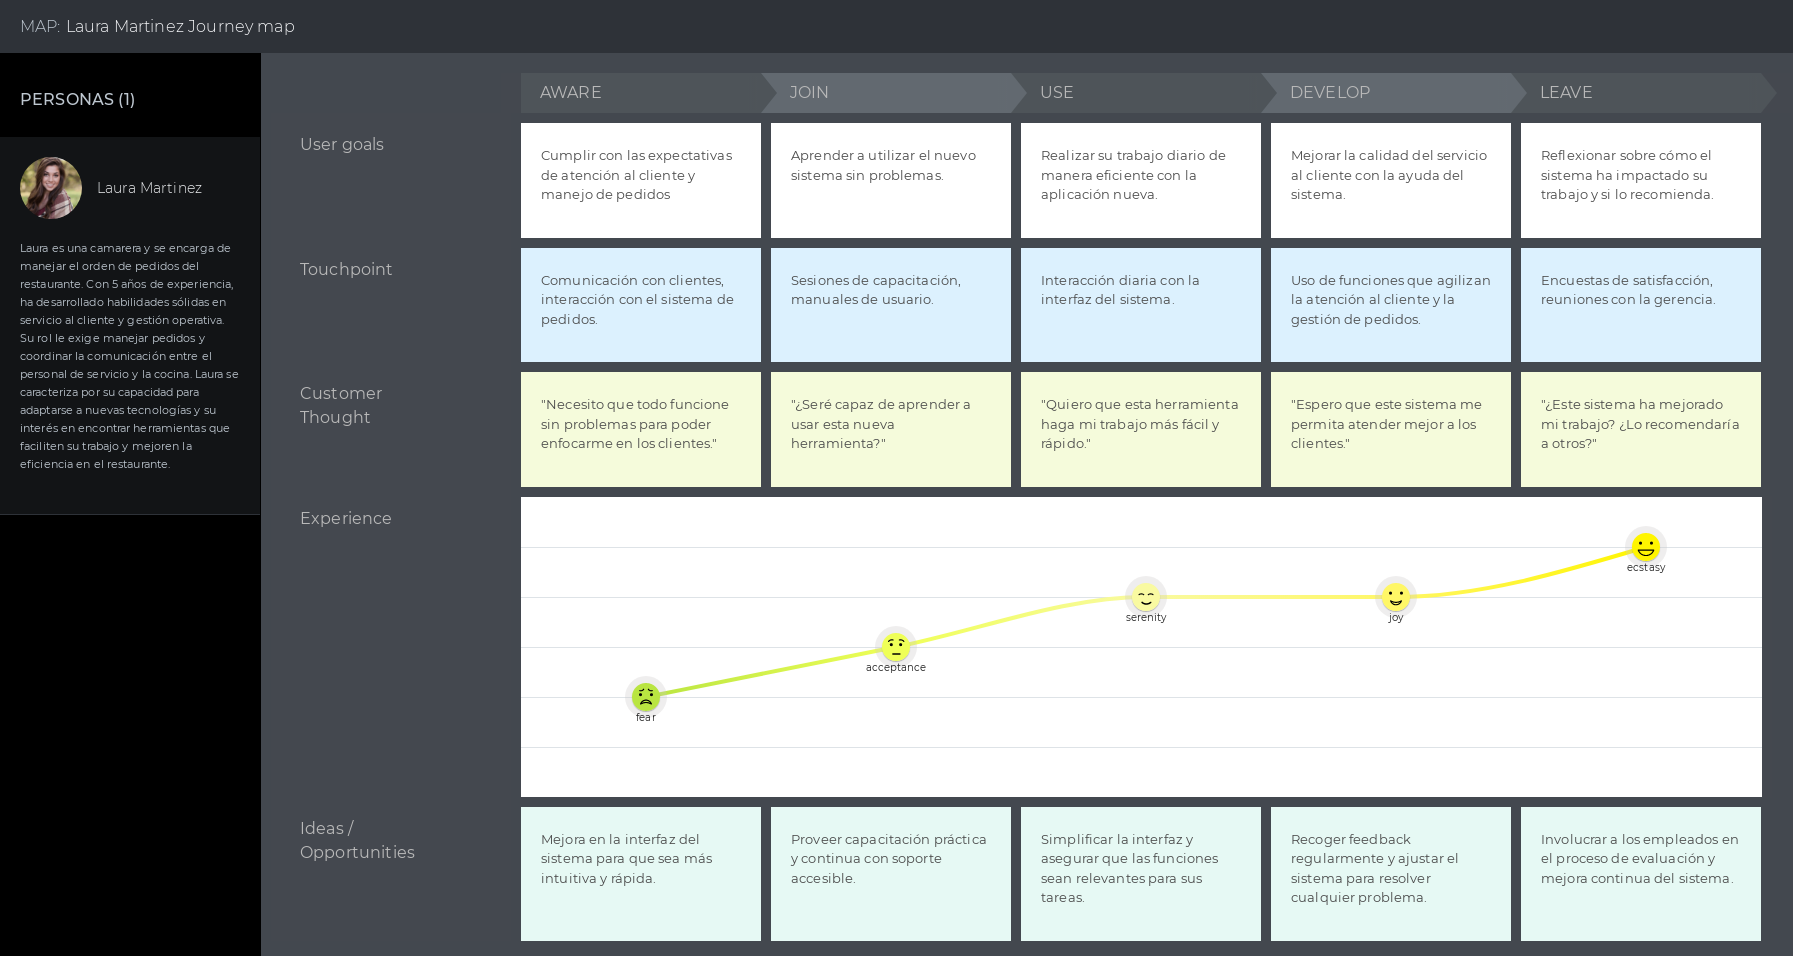 MAP: Laura Martinez Journey map
PERSONAS (1)
Laura Martinez
Laura es una camarera y se encarga de
manejar el orden de pedidos del
restaurante. Con 5 años de experiencia,
ha desarrollado habilidades sólidas en
servicio al cliente y gestión operativa.
Su rol le exige manejar pedidos y
coordinar la comunicación entre el
personal de servicio y la cocina. Laura se
caracteriza por su capacidad para
adaptarse a nuevas tecnologías y su
interés en encontrar herramientas que
faciliten su trabajo y mejoren la
eficiencia en el restaurante.
AWARE
JOIN
USE
DEVELOP
LEAVE
User goals
Cumplir con las expectativas
de atención al cliente y
manejo de pedidos
Aprender a utilizar el nuevo
sistema sin problemas.
Realizar su trabajo diario de
manera eficiente con la
aplicación nueva.
Mejorar la calidad del servicio
al cliente con la ayuda del
sistema.
Reflexionar sobre cómo el
sistema ha impactado su
trabajo y si lo recomienda.
Touchpoint
Comunicación con clientes,
interacción con el sistema de
pedidos.
Sesiones de capacitación,
manuales de usuario.
Interacción diaria con la
interfaz del sistema.
Uso de funciones que agilizan
la atención al cliente y la
gestión de pedidos.
Encuestas de satisfacción,
reuniones con la gerencia.
Customer
Thought
"Necesito que todo funcione
sin problemas para poder
enfocarme en los clientes."
"¿Seré capaz de aprender a
usar esta nueva
herramienta?"
"Quiero que esta herramienta
haga mi trabajo más fácil y
rápido."
"Espero que este sistema me
permita atender mejor a los
clientes."
"¿Este sistema ha mejorado
mi trabajo? ¿Lo recomendaría
a otros?"
Experience
fear
acceptance
serenity
joy
ecstasy
Ideas /
Opportunities
Mejora en la interfaz del
sistema para que sea más
intuitiva y rápida.
Proveer capacitación práctica
y continua con soporte
accesible.
Simplificar la interfaz y
asegurar que las funciones
sean relevantes para sus
tareas.
Recoger feedback
regularmente y ajustar el
sistema para resolver
cualquier problema.
Involucrar a los empleados en
el proceso de evaluación y
mejora continua del sistema.